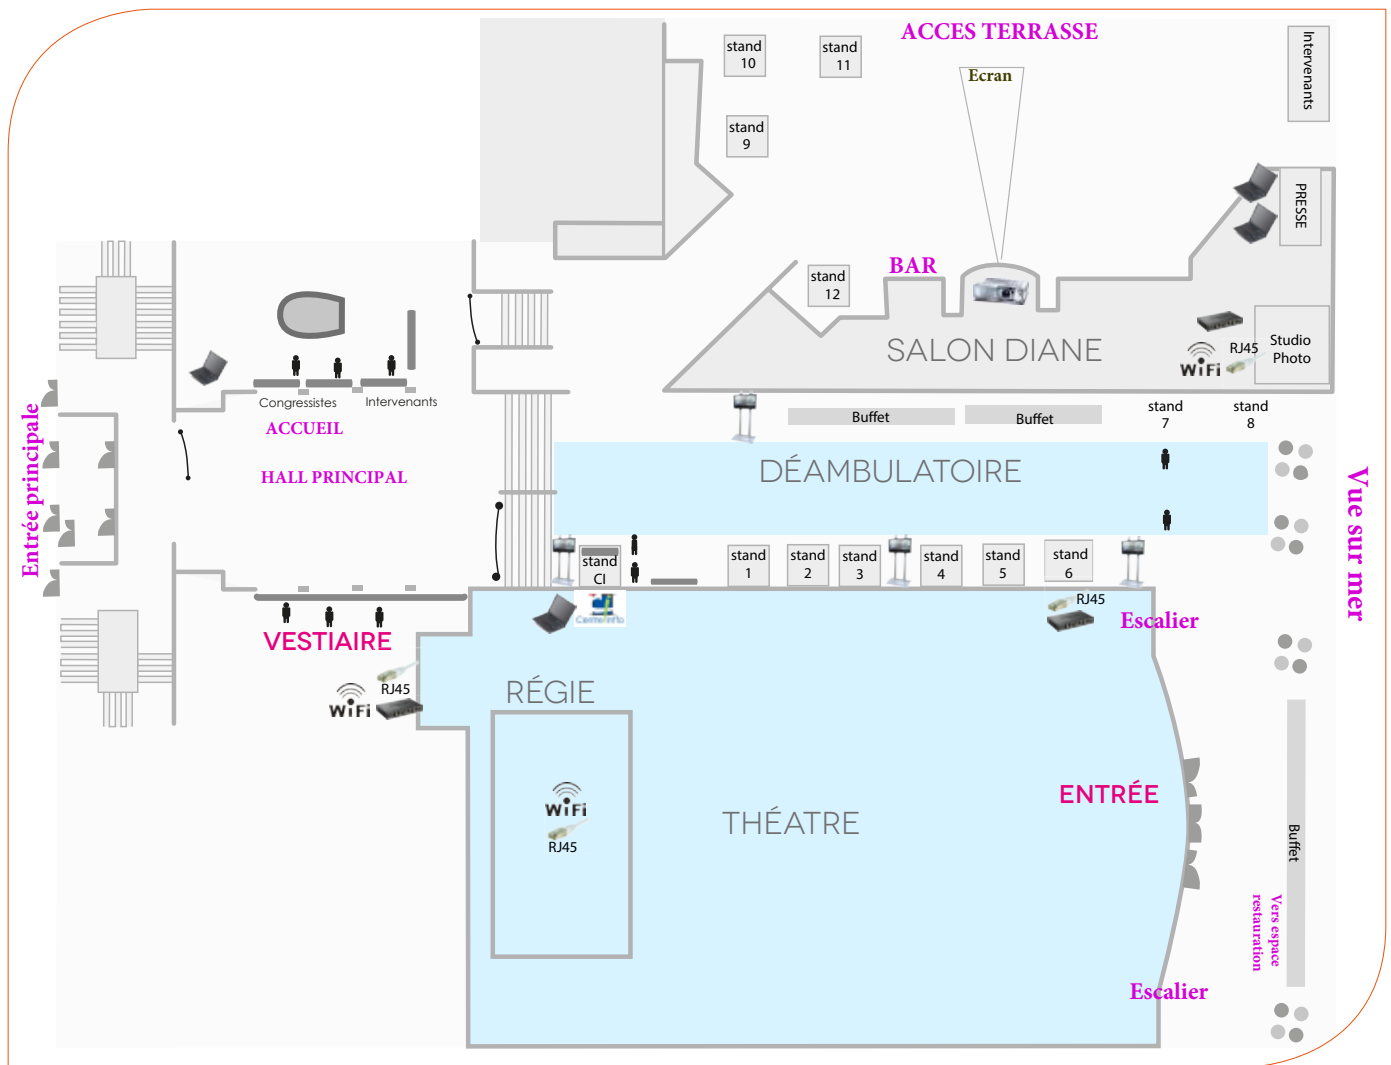 ACCES TERRASSE
stand
10
stand
11
Ecran
Intervenants
stand
9
PRESSE
BAR
stand
12
SALON DIANE
WiFi
RJ45
Studio
Photo
Congressistes
Intervenants
ACCUEIL
HALL PRINCIPAL
Entrée principale
Buffet
Buffet
stand
7
stand
8
DÉAMBULATOIRE
Vue sur mer
stand
CI
stand
1
stand
2
stand
3
stand
4
stand
5
stand
6
Centre Inffo
RJ45
Escalier
VESTIAIRE
RJ45
WiFi
RÉGIE
WiFi
RJ45
THÉATRE
ENTRÉE
Buffet
Vers espace
restauration
Escalier